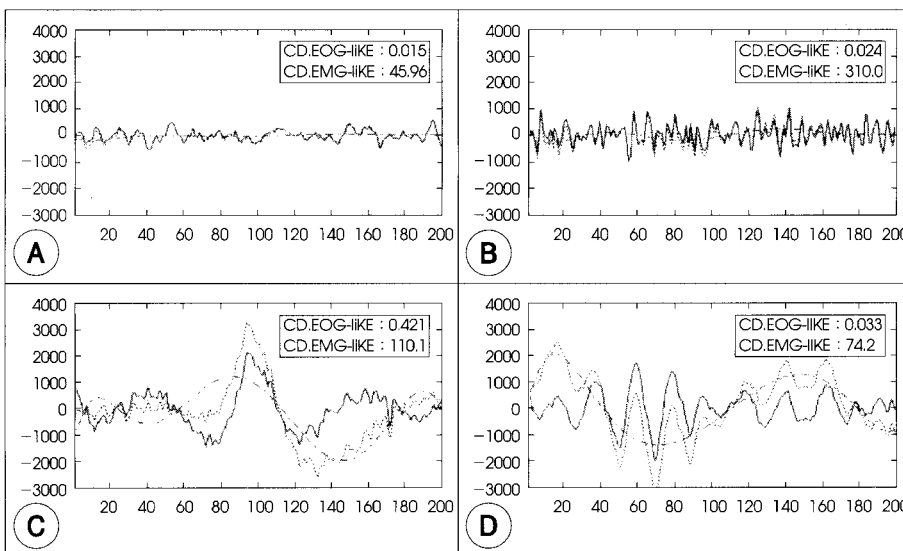 4000
3000
2000
1000
0
−1000
−2000
−3000
20 40 60 80 100 120 140 160 180 200
CD.EOG-liKE : 0.015
CD.EMG-liKE : 45.96
A
4000
3000
2000
1000
0
−1000
−2000
−3000
20 40 60 80 100 120 140 160 180 200
CD.EOG-liKE : 0.024
CD.EMG-liKE : 310.0
B
4000
3000
2000
1000
0
−1000
−2000
−3000
20 40 60 80 100 120 140 160 180 200
CD.EOG-liKE : 0.421
CD.EMG-liKE : 110.1
C
4000
3000
2000
1000
0
−1000
−2000
−3000
20 40 60 80 100 120 140 160 180 200
CD.EOG-liKE : 0.033
CD.EMG-liKE : 74.2
D